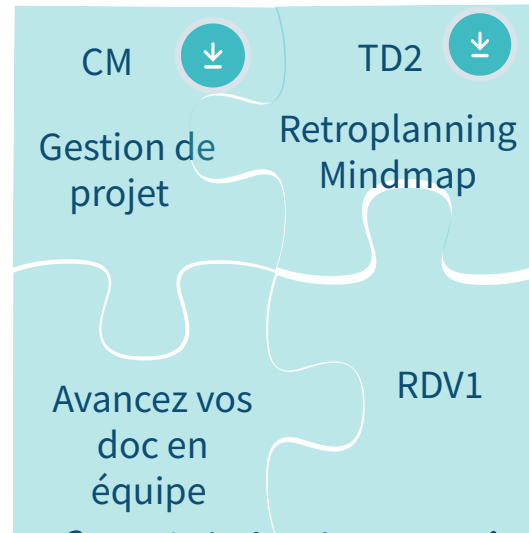 CM
Gestion de
projet
TD2
Retroplanning
Mindmap
Avancez vos
doc en
équipe
RDV1